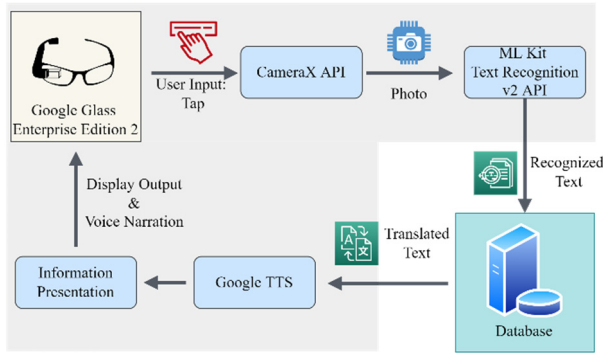 Google Glass
Enterprise Edition 2
User Input:
Tap
CameraX API
Photo
ML Kit
Text Recognition
v2 API
Recognized
Text
Database
Translated
Text
Google TTS
Information
Presentation
Display Output
&
Voice Narration